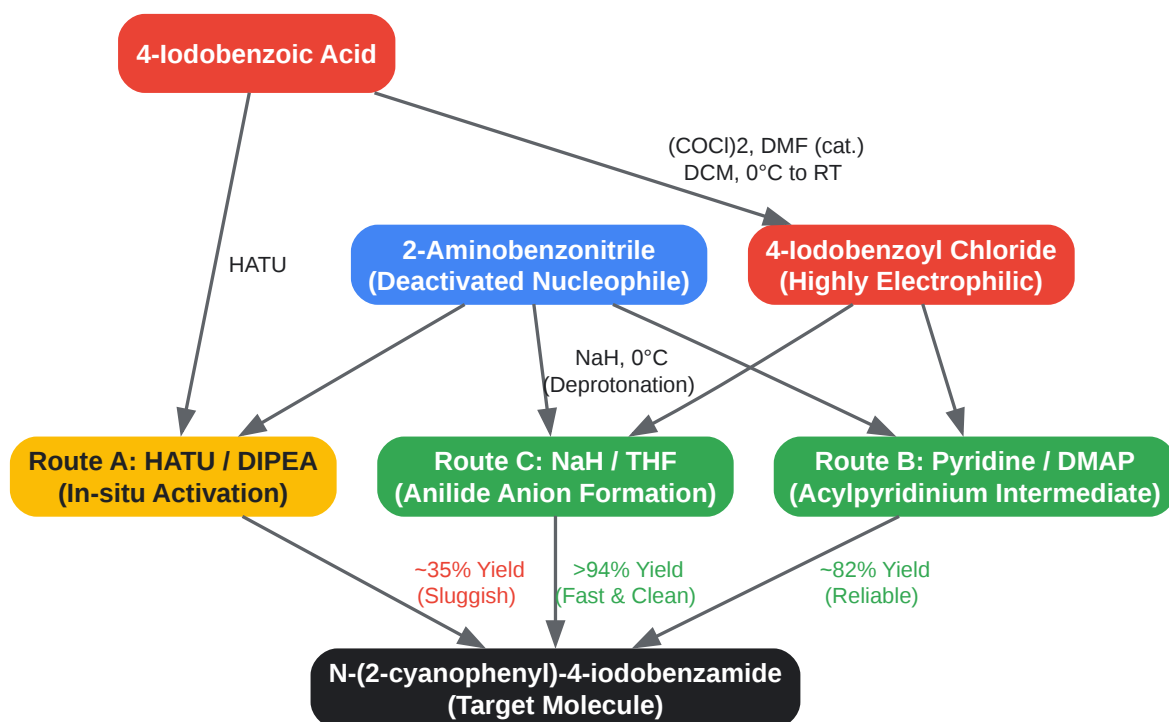 4-Iodobenzoic Acid
(COCl)2, DMF (cat.)
DCM, 0°C to RT
HATU
2-Aminobenzonitrile
(Deactivated Nucleophile)
4-Iodobenzoyl Chloride
(Highly Electrophilic)
NaH, 0°C
(Deprotonation)
Route A: HATU / DIPEA
(In-situ Activation)
Route C: NaH / THF
(Anilide Anion Formation)
Route B: Pyridine / DMAP
(Acylpyridinium Intermediate)
~35% Yield
(Sluggish)
>94% Yield
(Fast & Clean)
~82% Yield
(Reliable)
N-(2-cyanophenyl)-4-iodobenzamide
(Target Molecule)